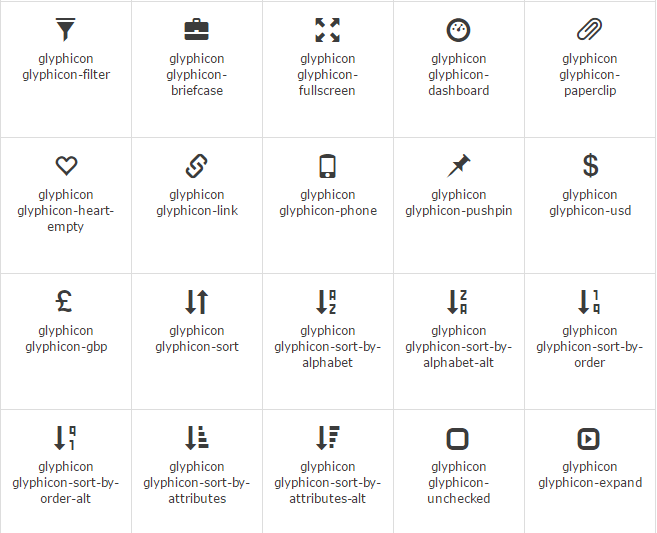 glyphicon
glyphicon-filter
glyphicon
glyphicon-
briefcase
glyphicon
glyphicon-
fullscreen
glyphicon
glyphicon-
dashboard
glyphicon
glyphicon-
paperclip
glyphicon
glyphicon-heart-
empty
glyphicon
glyphicon-link
glyphicon
glyphicon-phone
glyphicon
glyphicon-pushpin
$
glyphicon
glyphicon-usd
£
glyphicon
glyphicon-gbp
glyphicon
glyphicon-sort
A
Z
glyphicon
glyphicon-sort-by-
alphabet
Z
A
glyphicon
glyphicon-sort-by-
alphabet-alt
1
9
glyphicon
glyphicon-sort-by-
order
9
1
glyphicon
glyphicon-sort-by-
order-alt
glyphicon
glyphicon-sort-by-
attributes
glyphicon
glyphicon-sort-by-
attributes-alt
glyphicon
glyphicon-
unchecked
glyphicon
glyphicon-expand